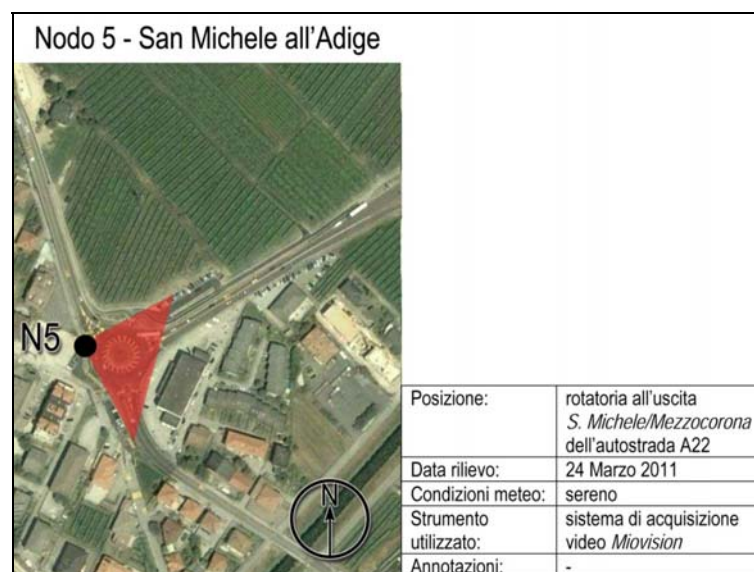 Nodo 5 - San Michele all'Adige
N5
N
Posizione: rotatoria all'uscita
S. Michele/Mezzocorona
dell'autostrada A22
Data rilievo: 24 Marzo 2011
Condizioni meteo: sereno
Strumento sistema di acquisizione
utilizzato: video Miovision
Annotazioni: -